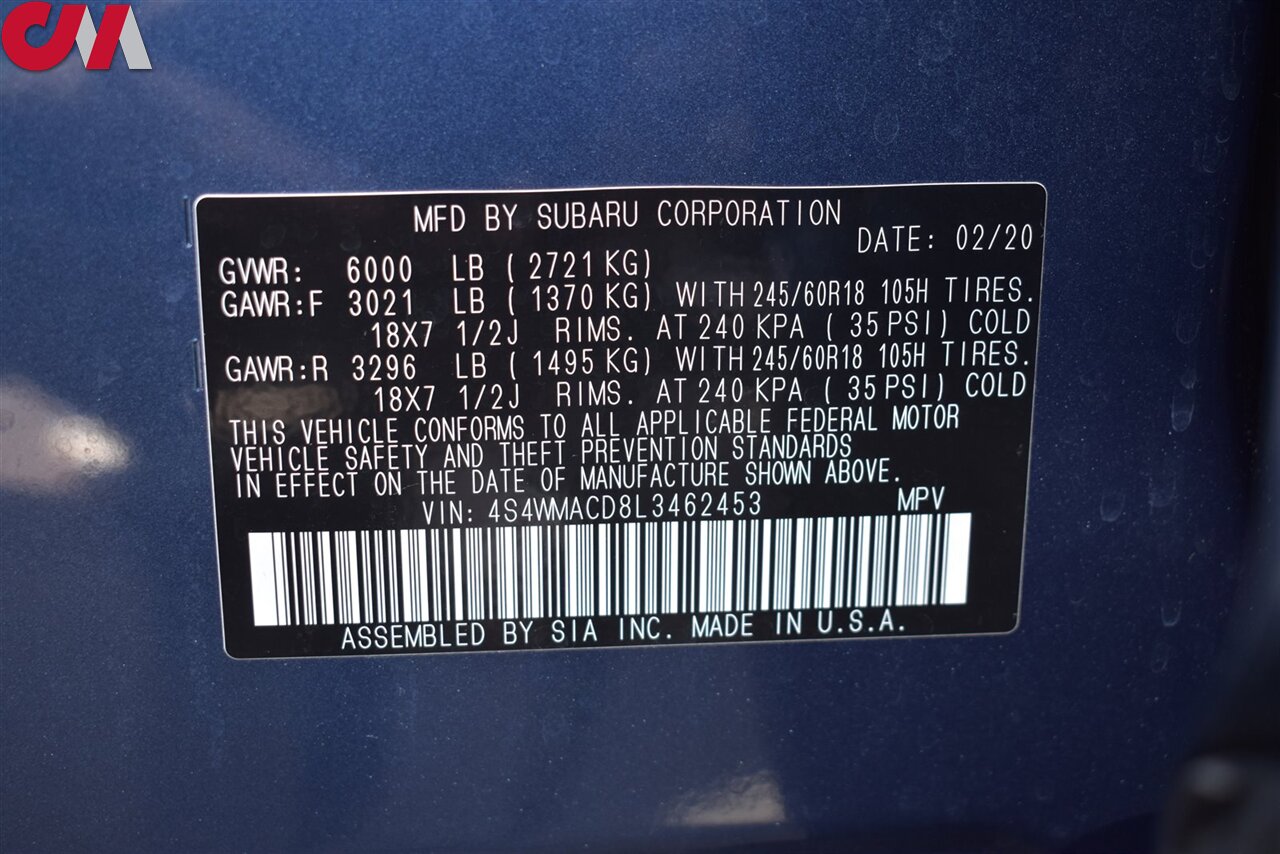 CM
MFD BY SUBARU CORPORATION
DATE: 02/20
GVWR: 6000 LB ( 2721 KG)
GAWR:F 3021 LB ( 1370 KG) WITH 245/60R18 105H TIRES.
18X7 1/2J RIMS. AT 240 KPA ( 35 PSI) COLD
GAWR:R 3296 LB ( 1495 KG) WITH 245/60R18 105H TIRES.
18X7 1/2J RIMS. AT 240 KPA ( 35 PSI) COLD
THIS VEHICLE CONFORMS TO ALL APPLICABLE FEDERAL MOTOR
VEHICLE SAFETY AND THEFT PREVENTION STANDARDS
IN EFFECT ON THE DATE OF MANUFACTURE SHOWN ABOVE.
VIN: 4S4WMACD8L3462453 MPV
ASSEMBLED BY SIA INC. MADE IN U.S.A.